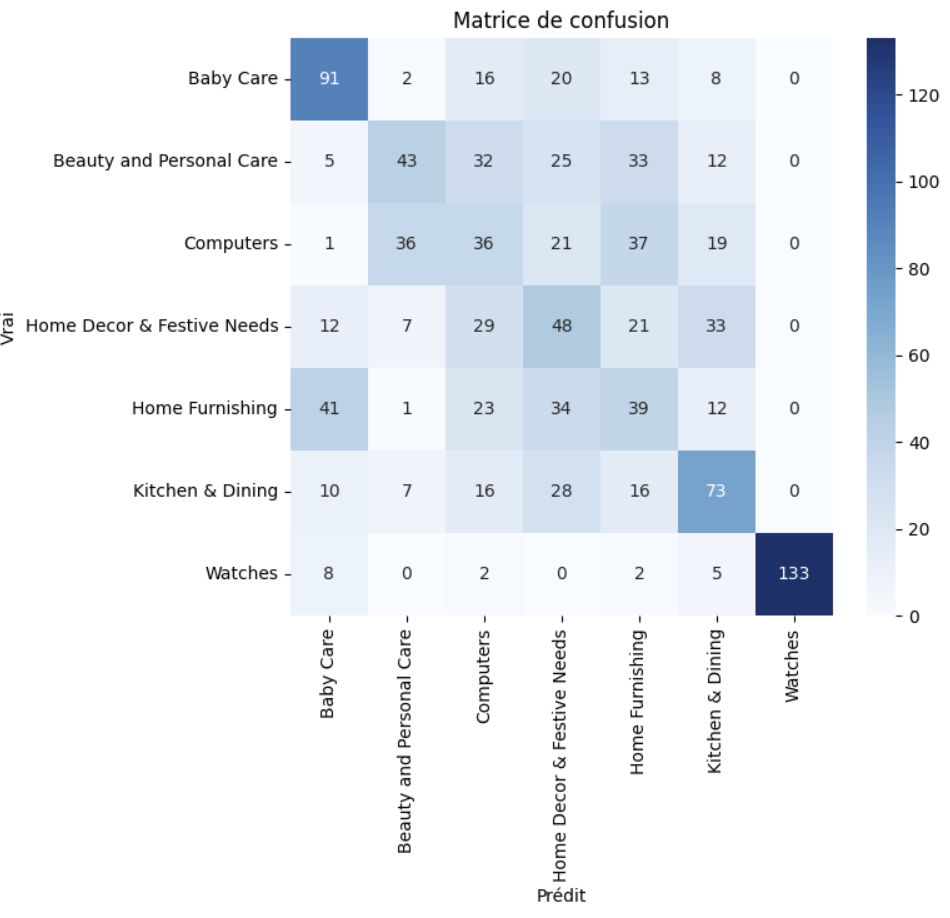 Matrice de confusion
Baby Care 91 2 16 20 13 8 0
Beauty and Personal Care 5 43 32 25 33 12 0
Computers 1 36 36 21 37 19 0
Home Decor & Festive Needs 12 7 29 48 21 33 0
Home Furnishing 41 1 23 34 39 12 0
Kitchen & Dining 10 7 16 28 16 73 0
Watches 8 0 2 0 2 5 133
Vrai
Baby Care
Beauty and Personal Care
Computers
Home Decor & Festive Needs
Home Furnishing
Kitchen & Dining
Watches
Prédit
120
100
80
60
40
20
0